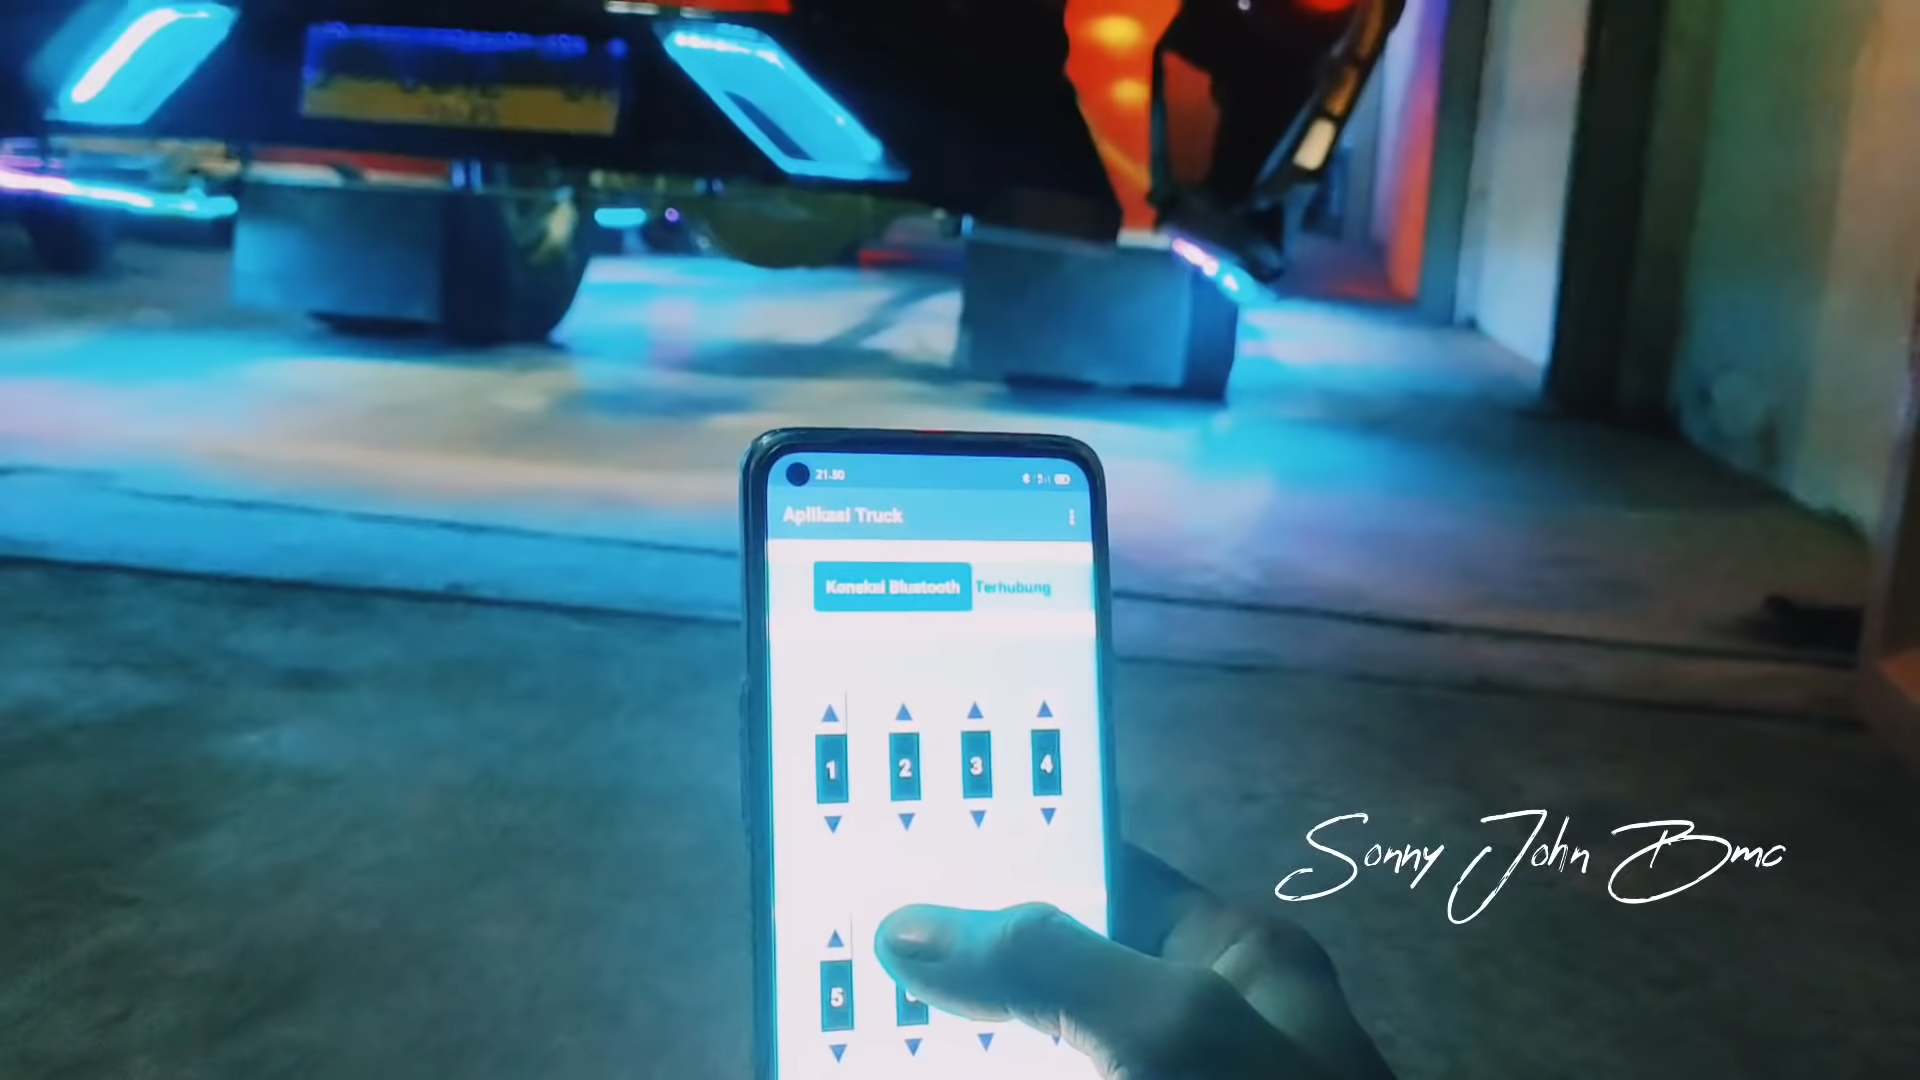 21.50
Aplikasi Truck
Koneksi Bluetooth Terhubung
1 2 3 4
5
Sonny John Bmc